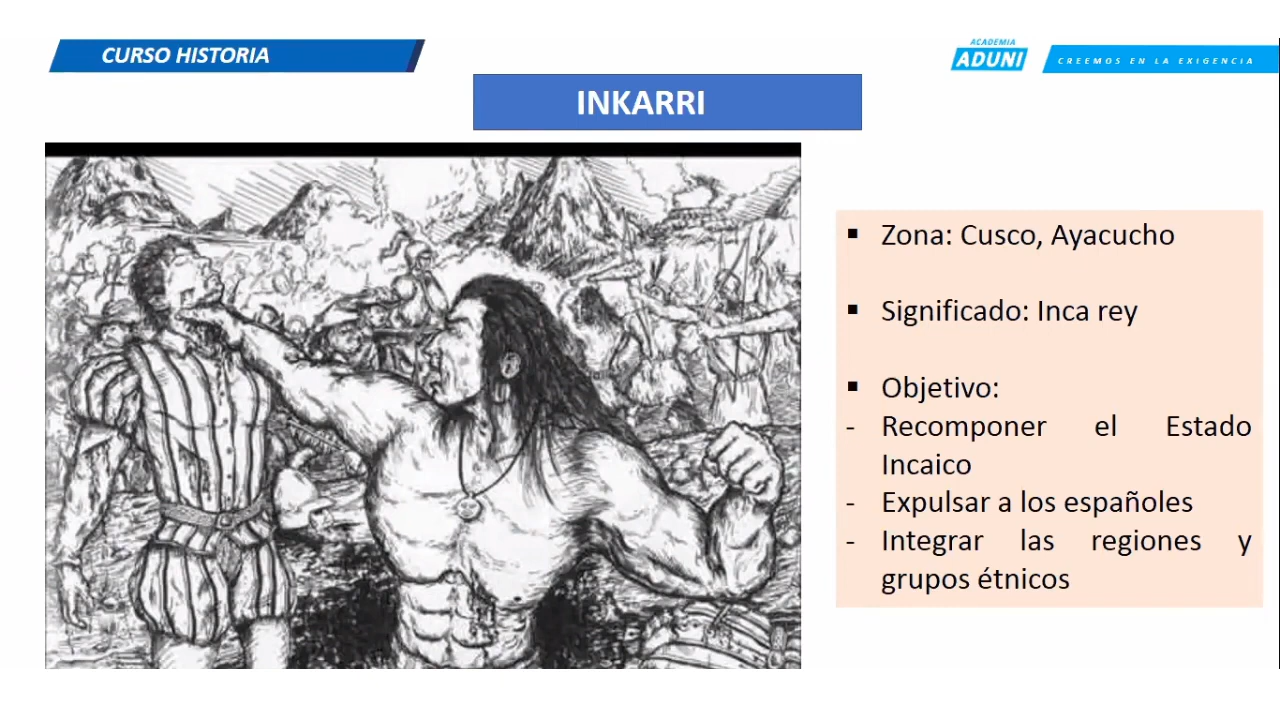 CURSO HISTORIA
ACADEMIA
ADUNI
CREEMOS EN LA EXIGENCIA
INKARRI
▪ Zona: Cusco, Ayacucho
▪ Significado: Inca rey
▪ Objetivo:
- Recomponer el Estado
Incaico
- Expulsar a los españoles
- Integrar las regiones y
grupos étnicos